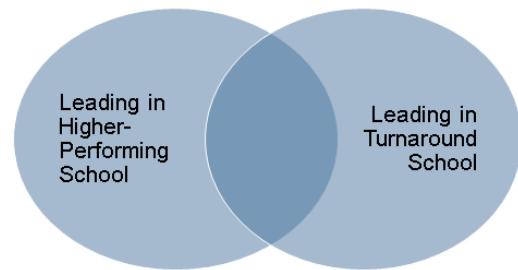 Leading in
Higher-
Performing
School
Leading in
Turnaround
School